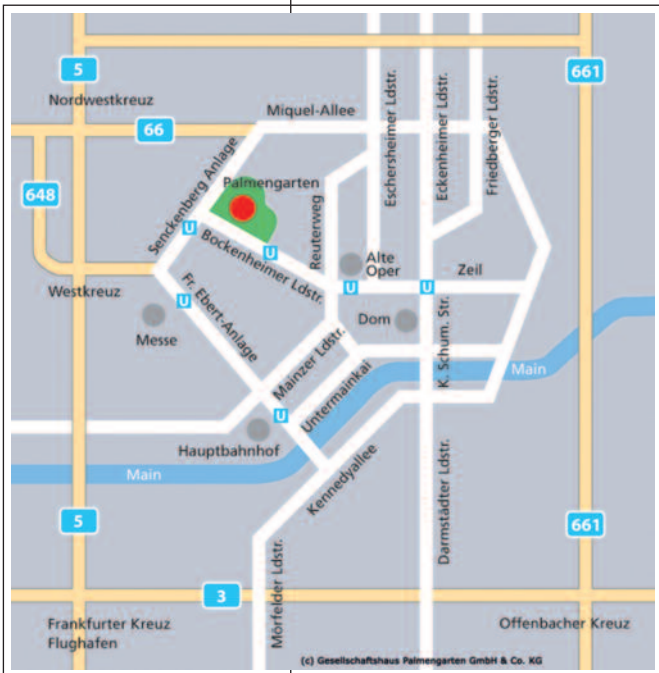 5
661
Nordwestkreuz
Miquel-Allee
66
648
Senckenberg Anlage
Palmengarten
Eschersheimer Ldstr.
Eckenheimer Ldstr.
Friedberger Ldstr.
U
Bockenheimer Ldstr.
U
Reuterweg
Alte
Oper
Zeil
Westkreuz
U
Fr. Ebert-Anlage
U
U
Messe
Dom
Mainzer Ldstr.
K. Schum. Str.
Main
U
Untermainkai
Hauptbahnhof
Main
Kennedyallee
Darmstädter Ldstr.
5
661
Mörfelder Ldstr.
3
Frankfurter Kreuz
Flughafen
Offenbacher Kreuz
(c) Gesellschaftshaus Palmengarten GmbH & Co. KG